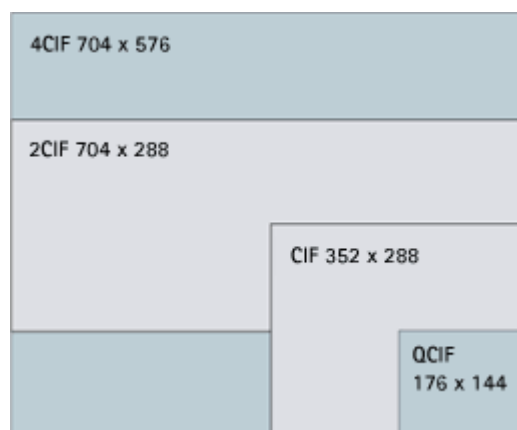 4CIF 704 x 576
2CIF 704 x 288
CIF 352 x 288
QCIF
176 x 144